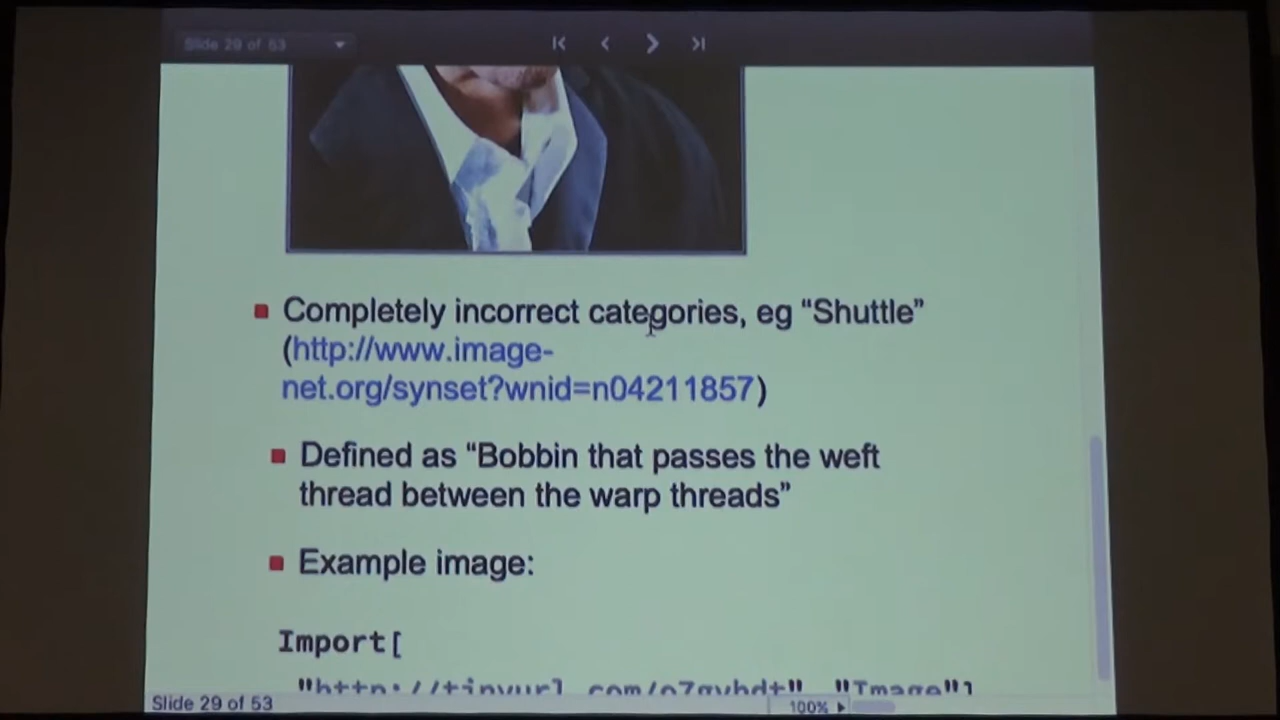 Slide 29 of 53
Completely incorrect categories, eg “Shuttle”
(http://www.image-
net.org/synset?wnid=n04211857)
Defined as “Bobbin that passes the weft
thread between the warp threads”
Example image:
Import[
"http://tinyurl.com/ "Image"]
Slide 29 of 53
100%